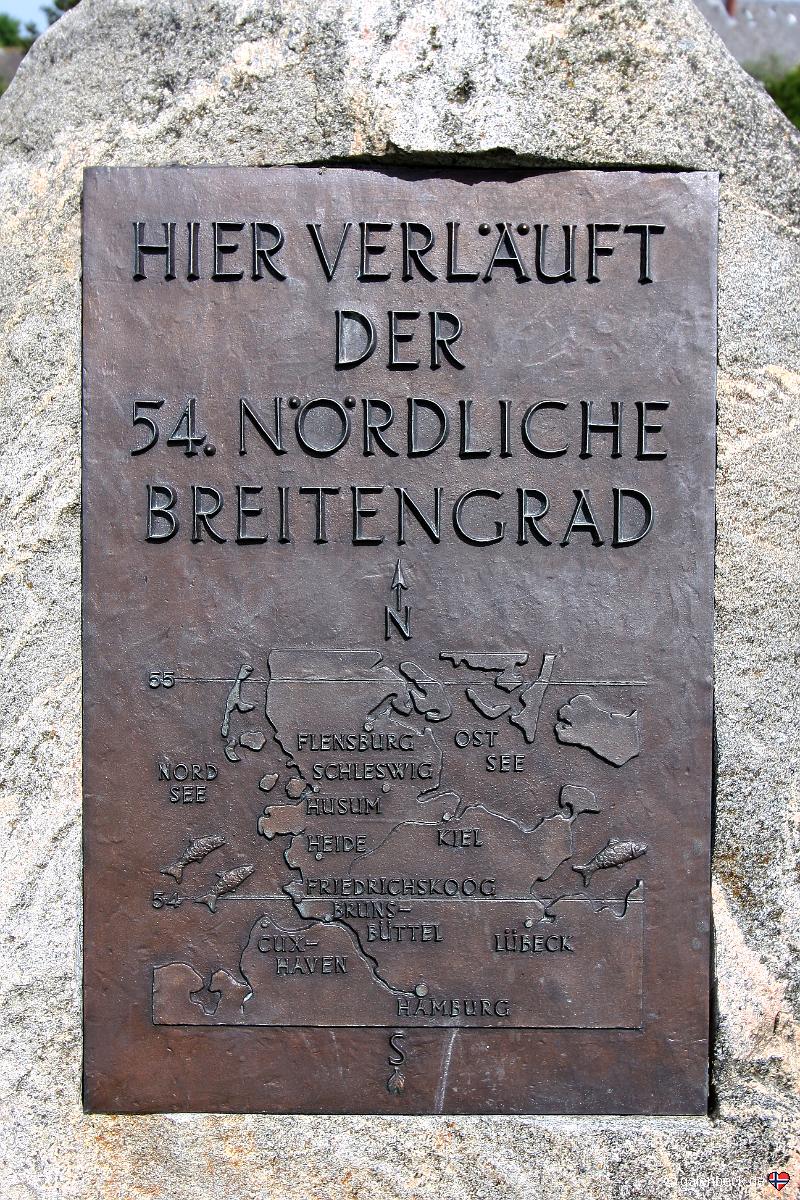 HIER VERLÄUFT
DER
54. NÖRDLICHE
BREITENGRAD
N
55
FLENSBURG
OST
SEE
SCHLESWIG
NORD
SEE
HUSUM
HEIDE
KIEL
FRIEDRICHSKOOG
54
BRUNS-
BÜTTEL
CUX-
HAVEN
LÜBECK
HAMBURG
S